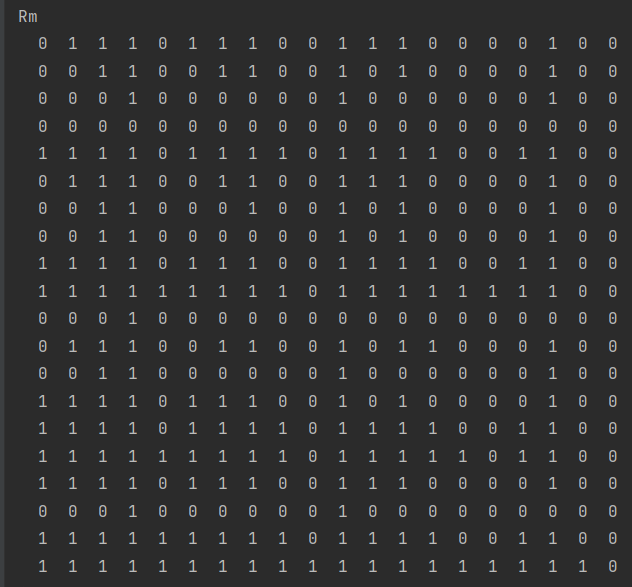 Rm
0 1 1 1 0 1 1 1 0 0 1 1 1 0 0 0 0 1 0 0
0 0 1 1 0 0 1 1 0 0 1 0 1 0 0 0 0 1 0 0
0 0 0 1 0 0 0 0 0 0 1 0 0 0 0 0 0 1 0 0
0 0 0 0 0 0 0 0 0 0 0 0 0 0 0 0 0 0 0 0
1 1 1 1 0 1 1 1 1 0 1 1 1 1 0 0 1 1 0 0
0 1 1 1 0 0 1 1 0 0 1 1 1 0 0 0 0 1 0 0
0 0 1 1 0 0 0 1 0 0 1 0 1 0 0 0 0 1 0 0
0 0 1 1 0 0 0 0 0 0 1 0 1 0 0 0 0 1 0 0
1 1 1 1 0 1 1 1 0 0 1 1 1 1 0 0 1 1 0 0
1 1 1 1 1 1 1 1 1 0 1 1 1 1 1 1 1 1 0 0
0 0 0 1 0 0 0 0 0 0 0 0 0 0 0 0 0 0 0 0
0 1 1 1 0 0 1 1 0 0 1 0 1 1 0 0 0 1 0 0
0 0 1 1 0 0 0 0 0 0 1 0 0 0 0 0 0 1 0 0
1 1 1 1 0 1 1 1 0 0 1 0 1 0 0 0 0 1 0 0
1 1 1 1 0 1 1 1 1 0 1 1 1 1 0 0 1 1 0 0
1 1 1 1 1 1 1 1 1 0 1 1 1 1 1 0 1 1 0 0
1 1 1 1 0 1 1 1 0 0 1 1 1 0 0 0 0 1 0 0
0 0 0 1 0 0 0 0 0 0 1 0 0 0 0 0 0 0 0 0
1 1 1 1 1 1 1 1 1 0 1 1 1 1 0 0 1 1 0 0
1 1 1 1 1 1 1 1 1 1 1 1 1 1 1 1 1 1 1 0